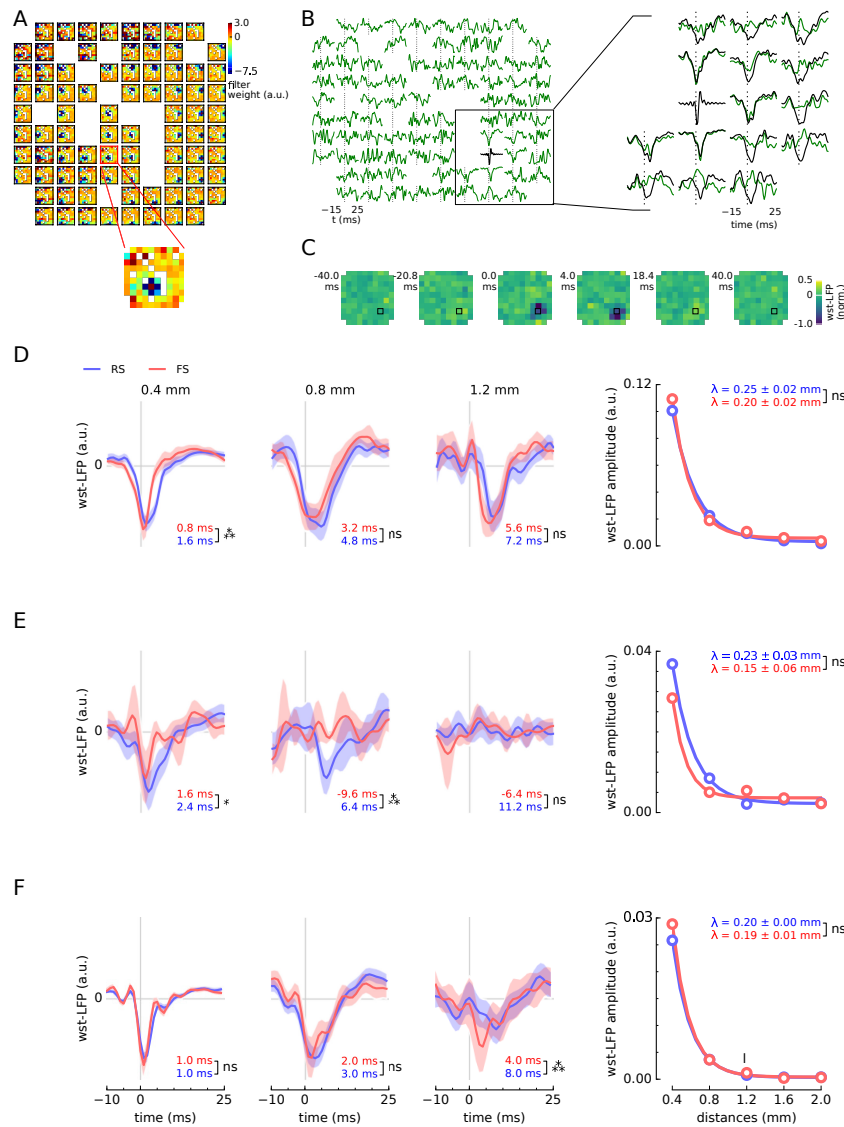 A
3.0
−7.5
filter
weight (a.u.)
B
−15 25
t (ms)
−15 25
time (ms)
C
-40.0 ms
-20.8 ms
0.0 ms
4.0 ms
18.4 ms
40.0 ms
0.5
0
-1.0
wst-LFP (norm.)
D
RS FS
0.4 mm 0.8 mm 1.2 mm
wst-LFP (a.u.)
0
0.8 ms
1.6 ms
⁂
3.2 ms
4.8 ms
ns
5.6 ms
7.2 ms
ns
wst-LFP amplitude (a.u.)
0.12
0.00
λ = 0.25 ± 0.02 mm
λ = 0.20 ± 0.02 mm
ns
E
wst-LFP (a.u.)
0
1.6 ms
2.4 ms
*
-9.6 ms
6.4 ms
⁂
-6.4 ms
11.2 ms
ns
wst-LFP amplitude (a.u.)
0.04
0.00
λ = 0.23 ± 0.03 mm
λ = 0.15 ± 0.06 mm
ns
F
wst-LFP (a.u.)
0
1.0 ms
1.0 ms
ns
2.0 ms
3.0 ms
ns
4.0 ms
8.0 ms
⁂
−10 0 25
time (ms)
−10 0 25
time (ms)
−10 0 25
time (ms)
wst-LFP amplitude (a.u.)
0.03
0.00
λ = 0.20 ± 0.00 mm
λ = 0.19 ± 0.01 mm
ns
0.4 0.8 1.2 1.6 2.0
distances (mm)